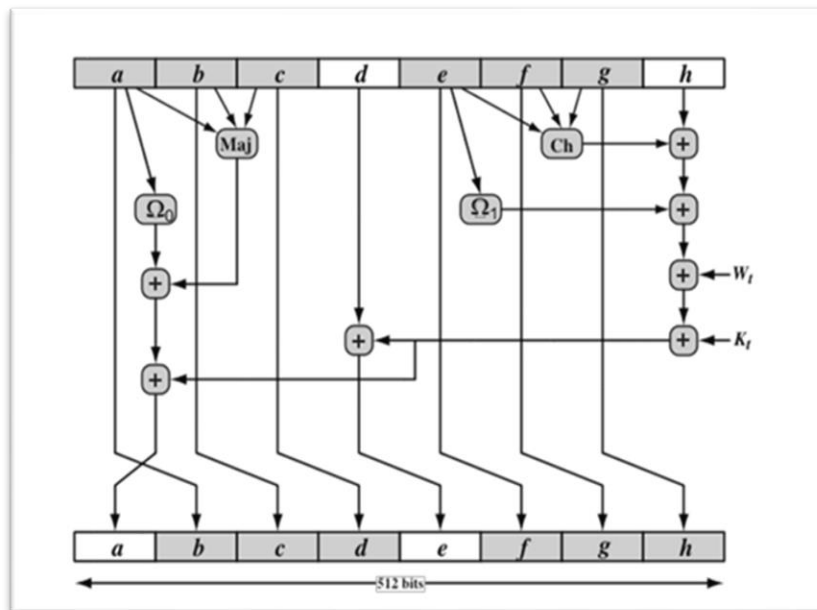 a b c d e f g h
Maj Ch +
Ω₀ Ω₁ +
+ + Wₜ
+ + Kₜ
+
a b c d e f g h
512 bits